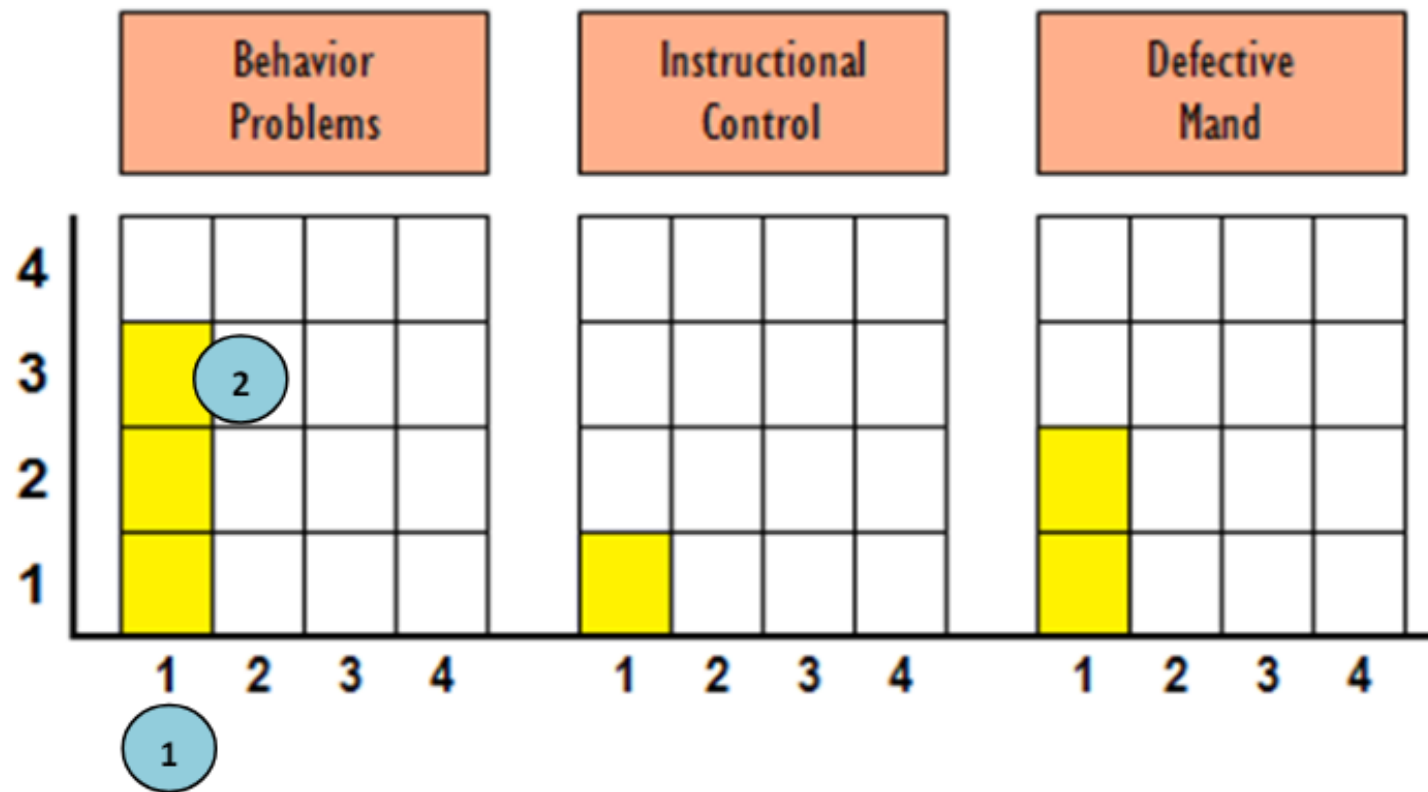 Behavior
Problems
Instructional
Control
Defective
Mand
4
3
2
2
1
1 2 3 4
1 2 3 4
1 2 3 4
1